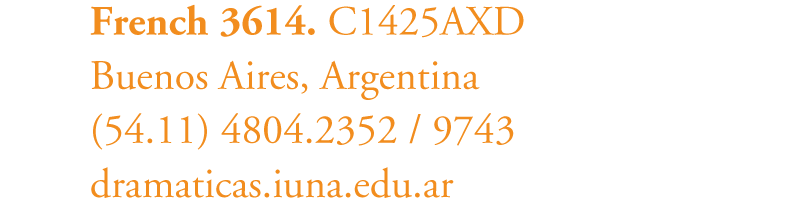 French 3614. C1425AXD
Buenos Aires, Argentina
(54.11) 4804.2352 / 9743
dramaticas.iuna.edu.ar